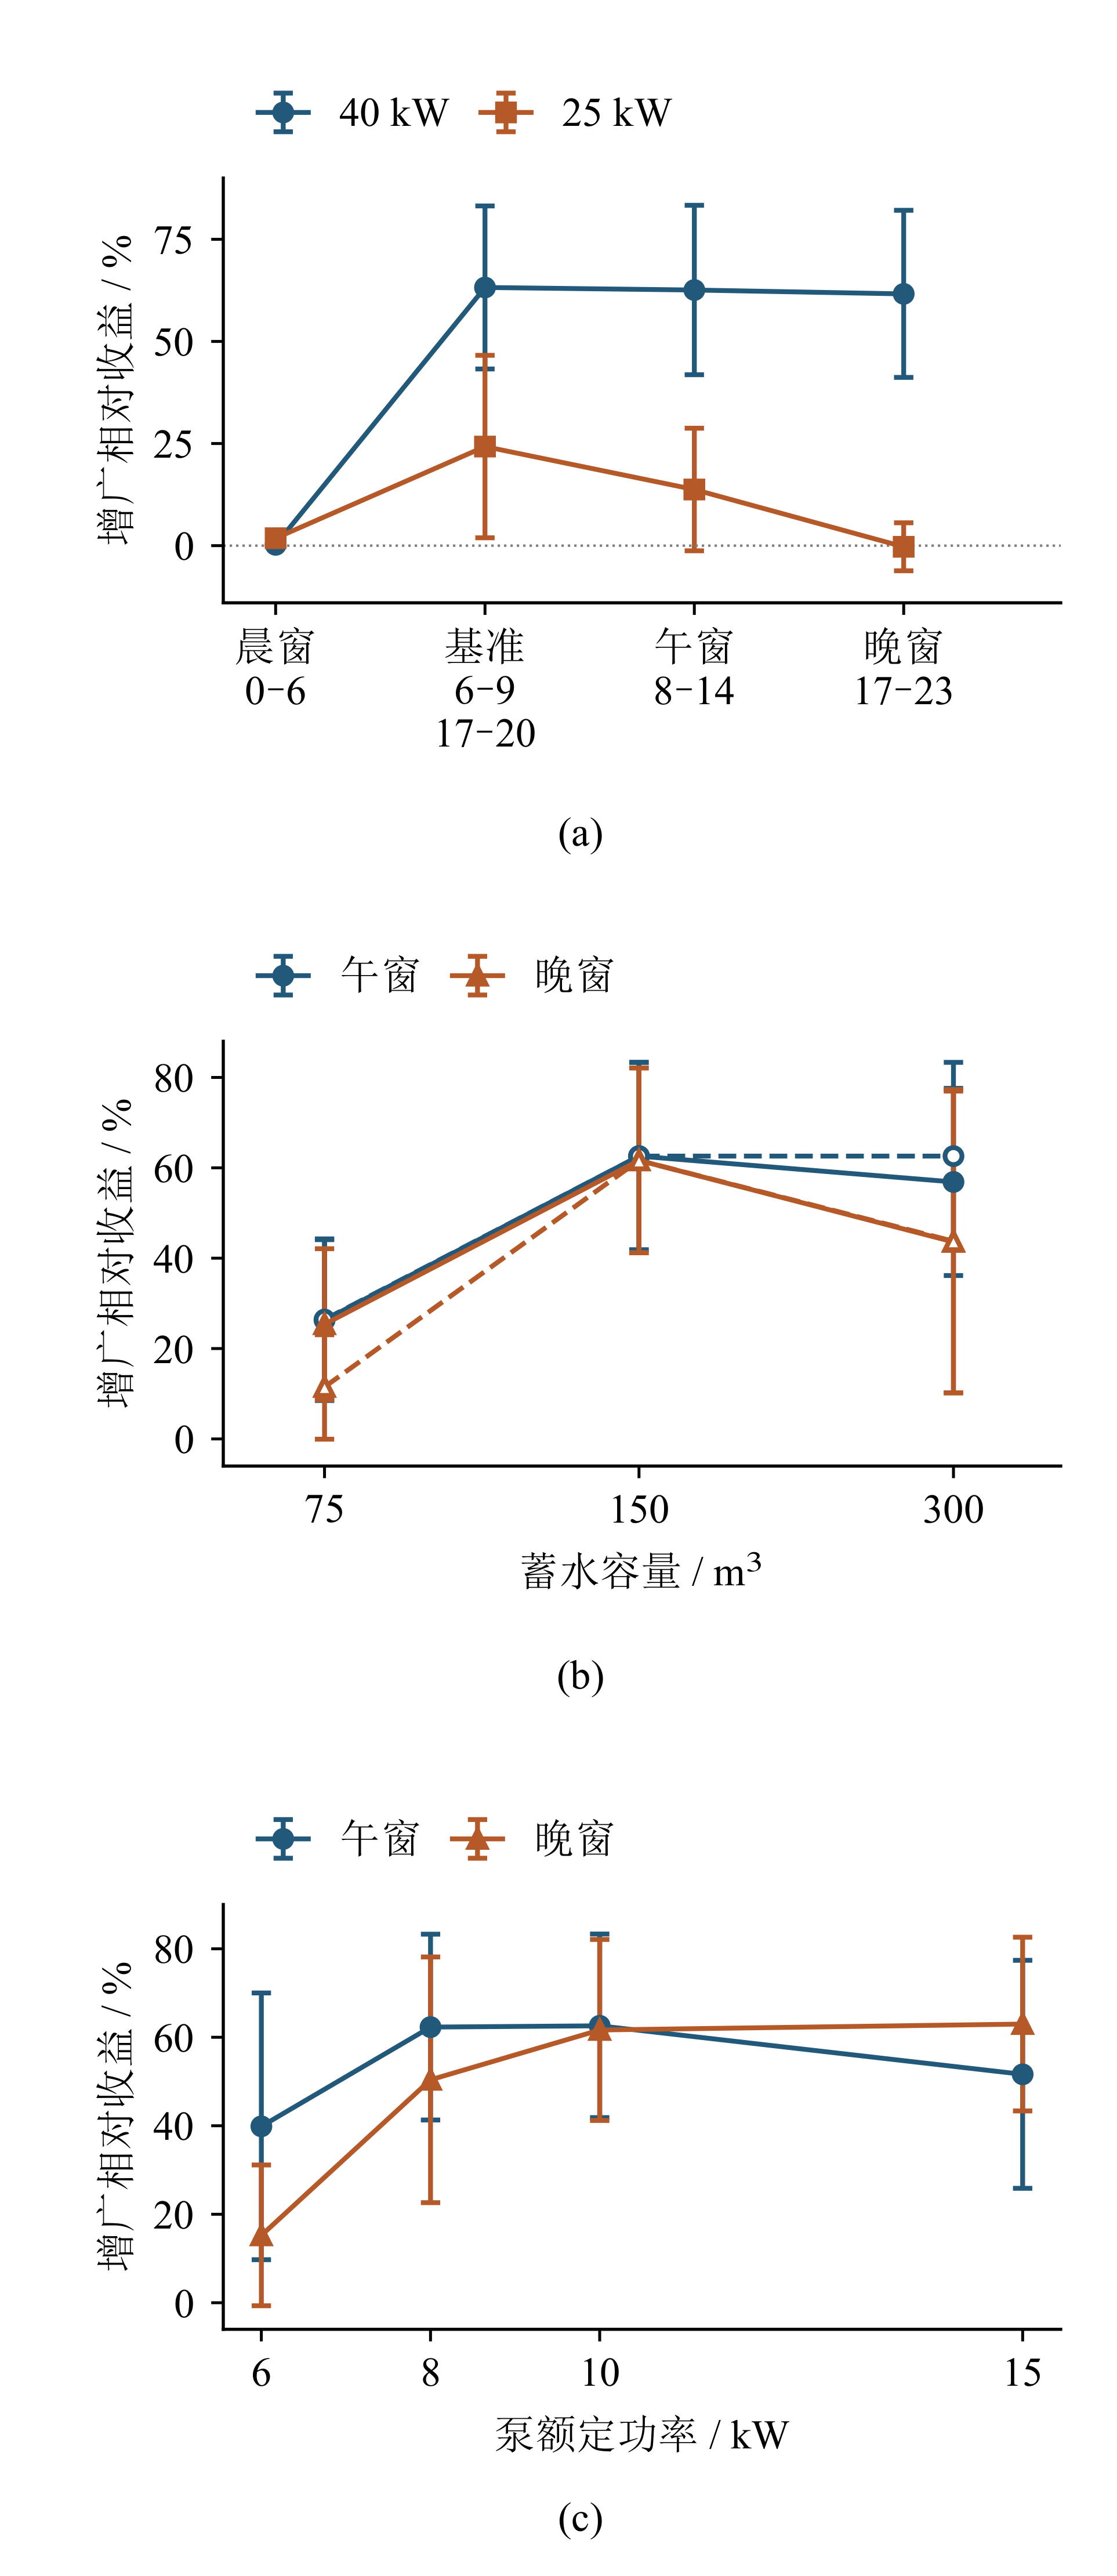 40 kW 25 kW
增广相对收益 / %
75
50
25
0
晨窗 基准 午窗 晚窗
0−6 6−9 8−14 17−23
17−20
(a)
午窗 晚窗
增广相对收益 / %
80
60
40
20
0
75 150 300
蓄水容量 / m³
(b)
午窗 晚窗
增广相对收益 / %
80
60
40
20
0
6 8 10 15
泵额定功率 / kW
(c)